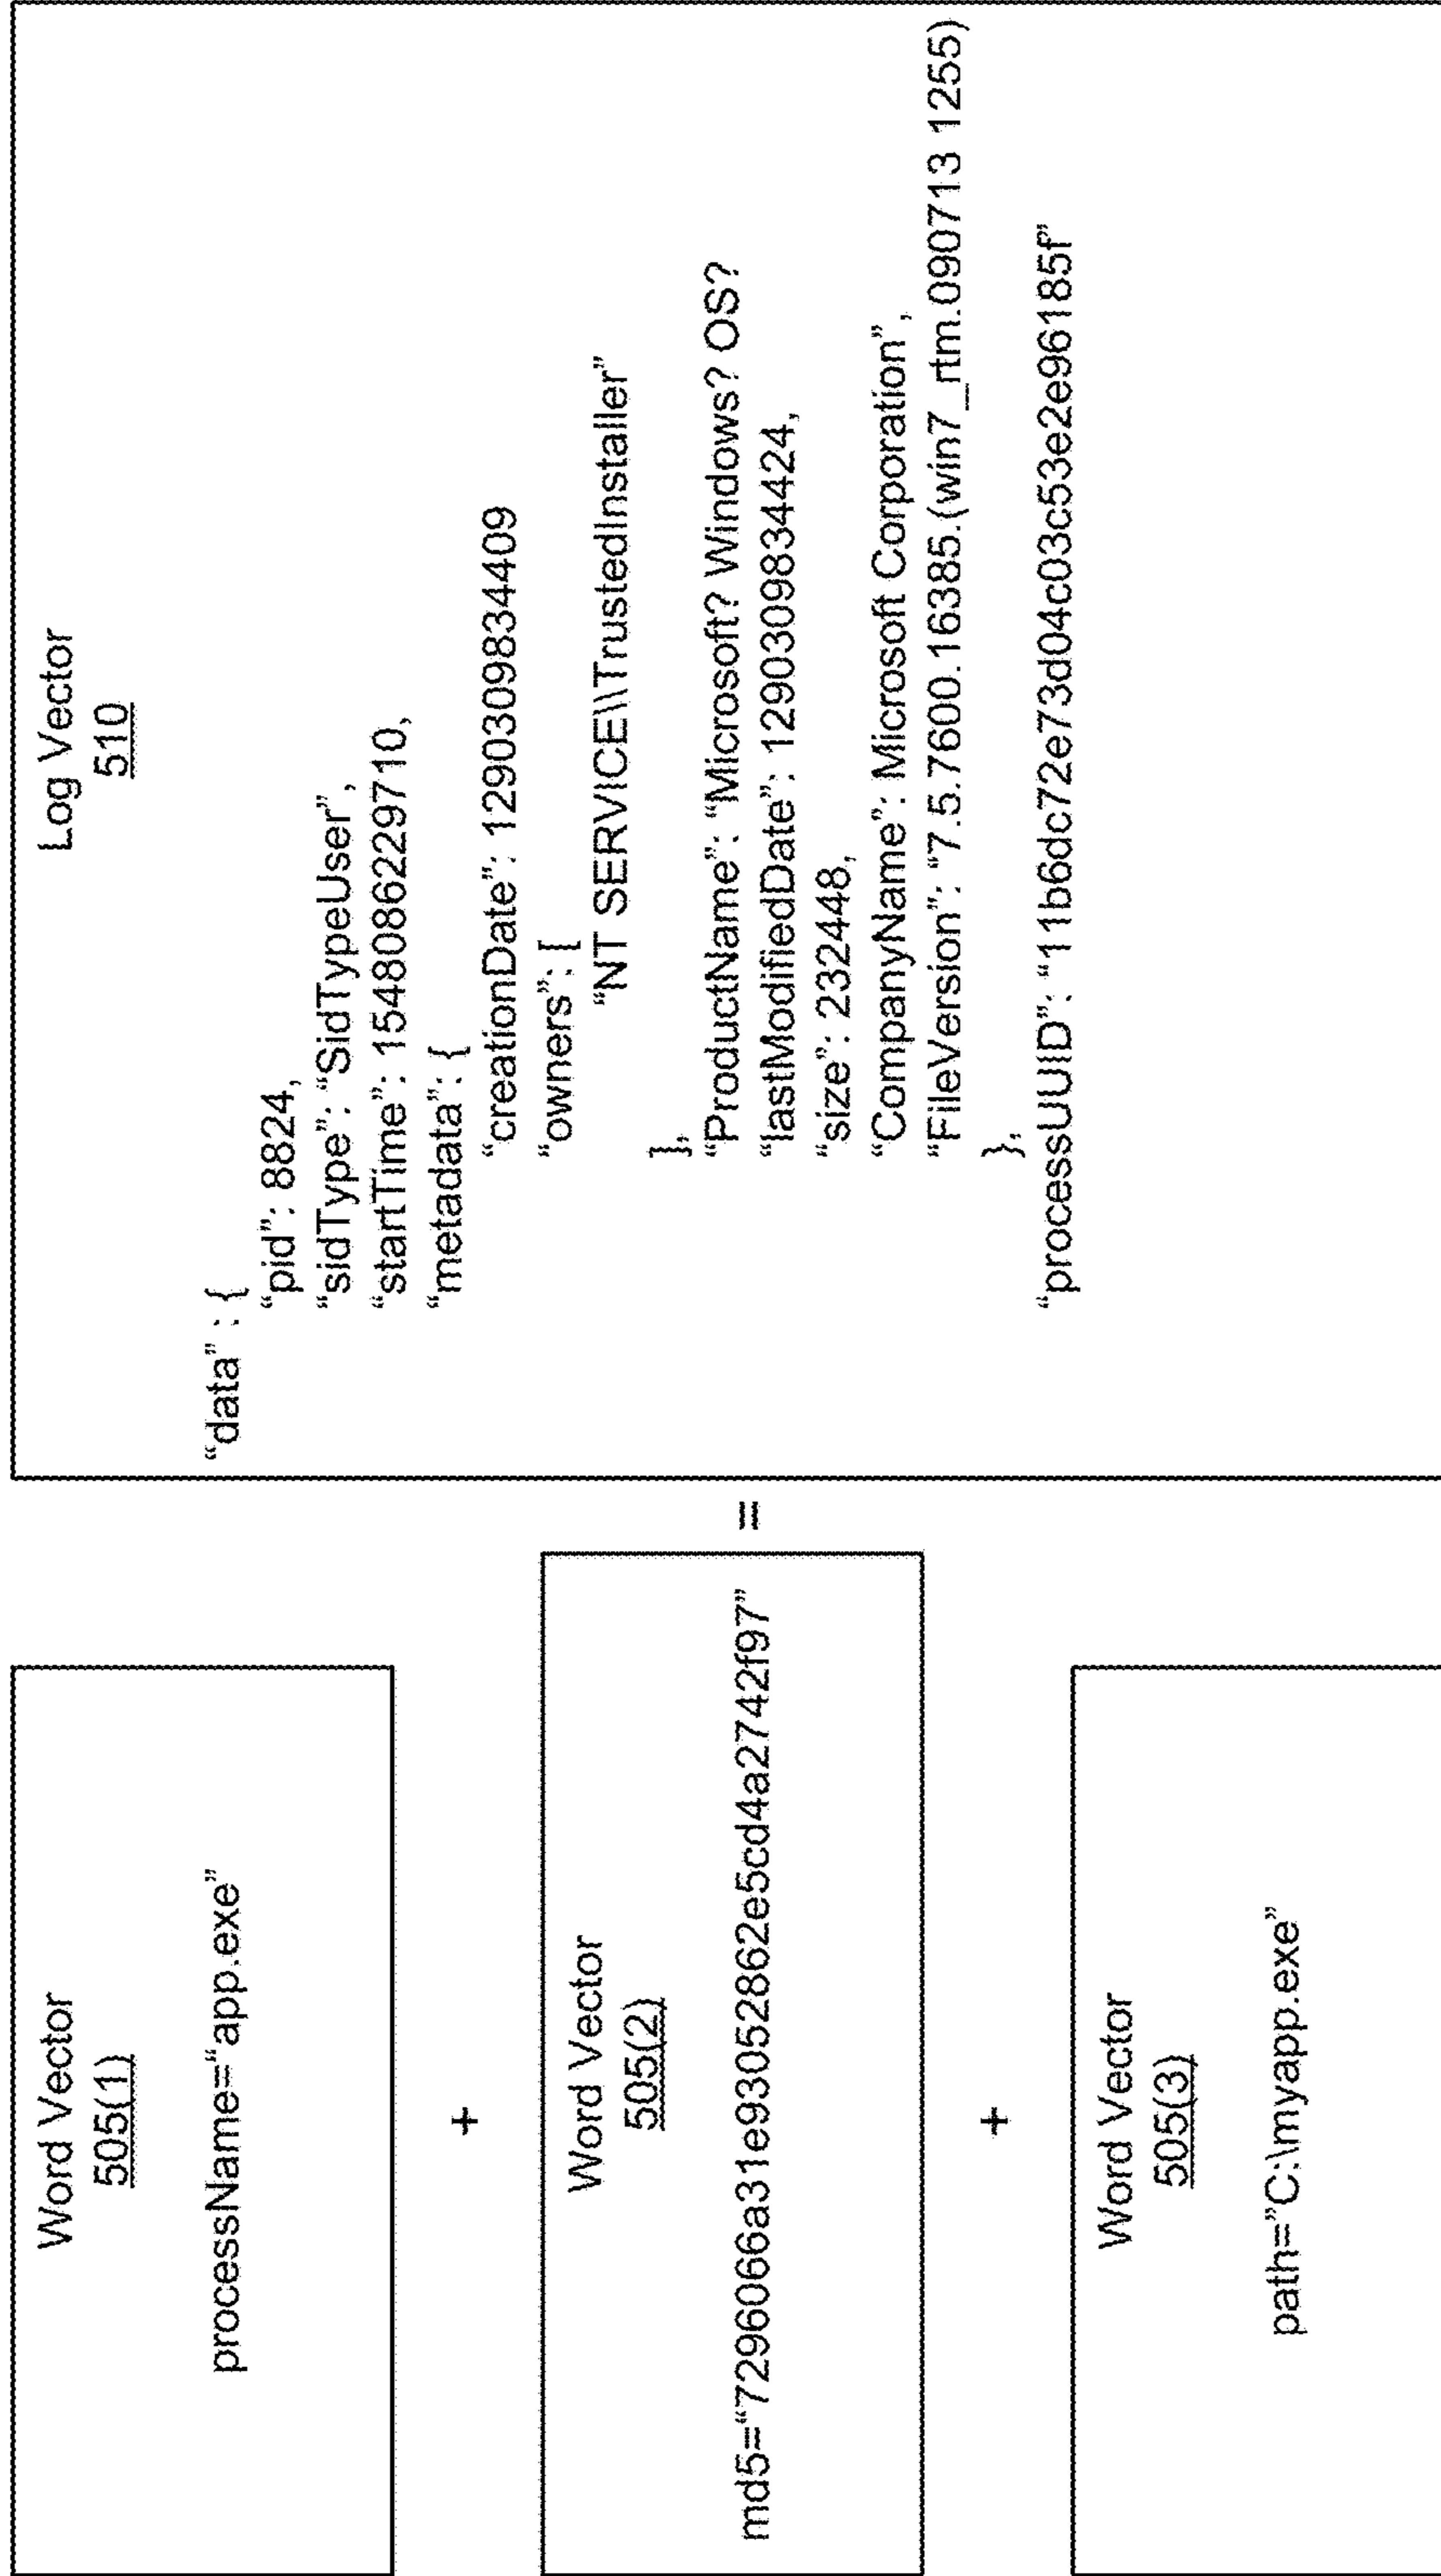 Word Vector
505(1)
processName=“app.exe”
+
Word Vector
505(2)
md5=“7296066a31e93052862e5cd4a2742f97”
+
Word Vector
505(3)
path=”C:\myapp.exe”
=
Log Vector
510
“data” : {
“pid”: 8824,
“sidType”: “SidTypeUser”,
“startTime”: 1548086229710,
“metadata”: {
“creationDate”: 1290309834409
“owners”: [
“NT SERVICE\\TrustedInstaller”
],
“ProductName”: “Microsoft? Windows? OS?
“lastModifiedDate”: 1290309834424,
“size”: 232448,
“CompanyName”: Microsoft Corporation”,
“FileVersion”: “7.5.7600.16385.(win7_rtm.090713 1255)
},
“processUUID”: “11b6dc72e73d04c03c53e2e96185f”